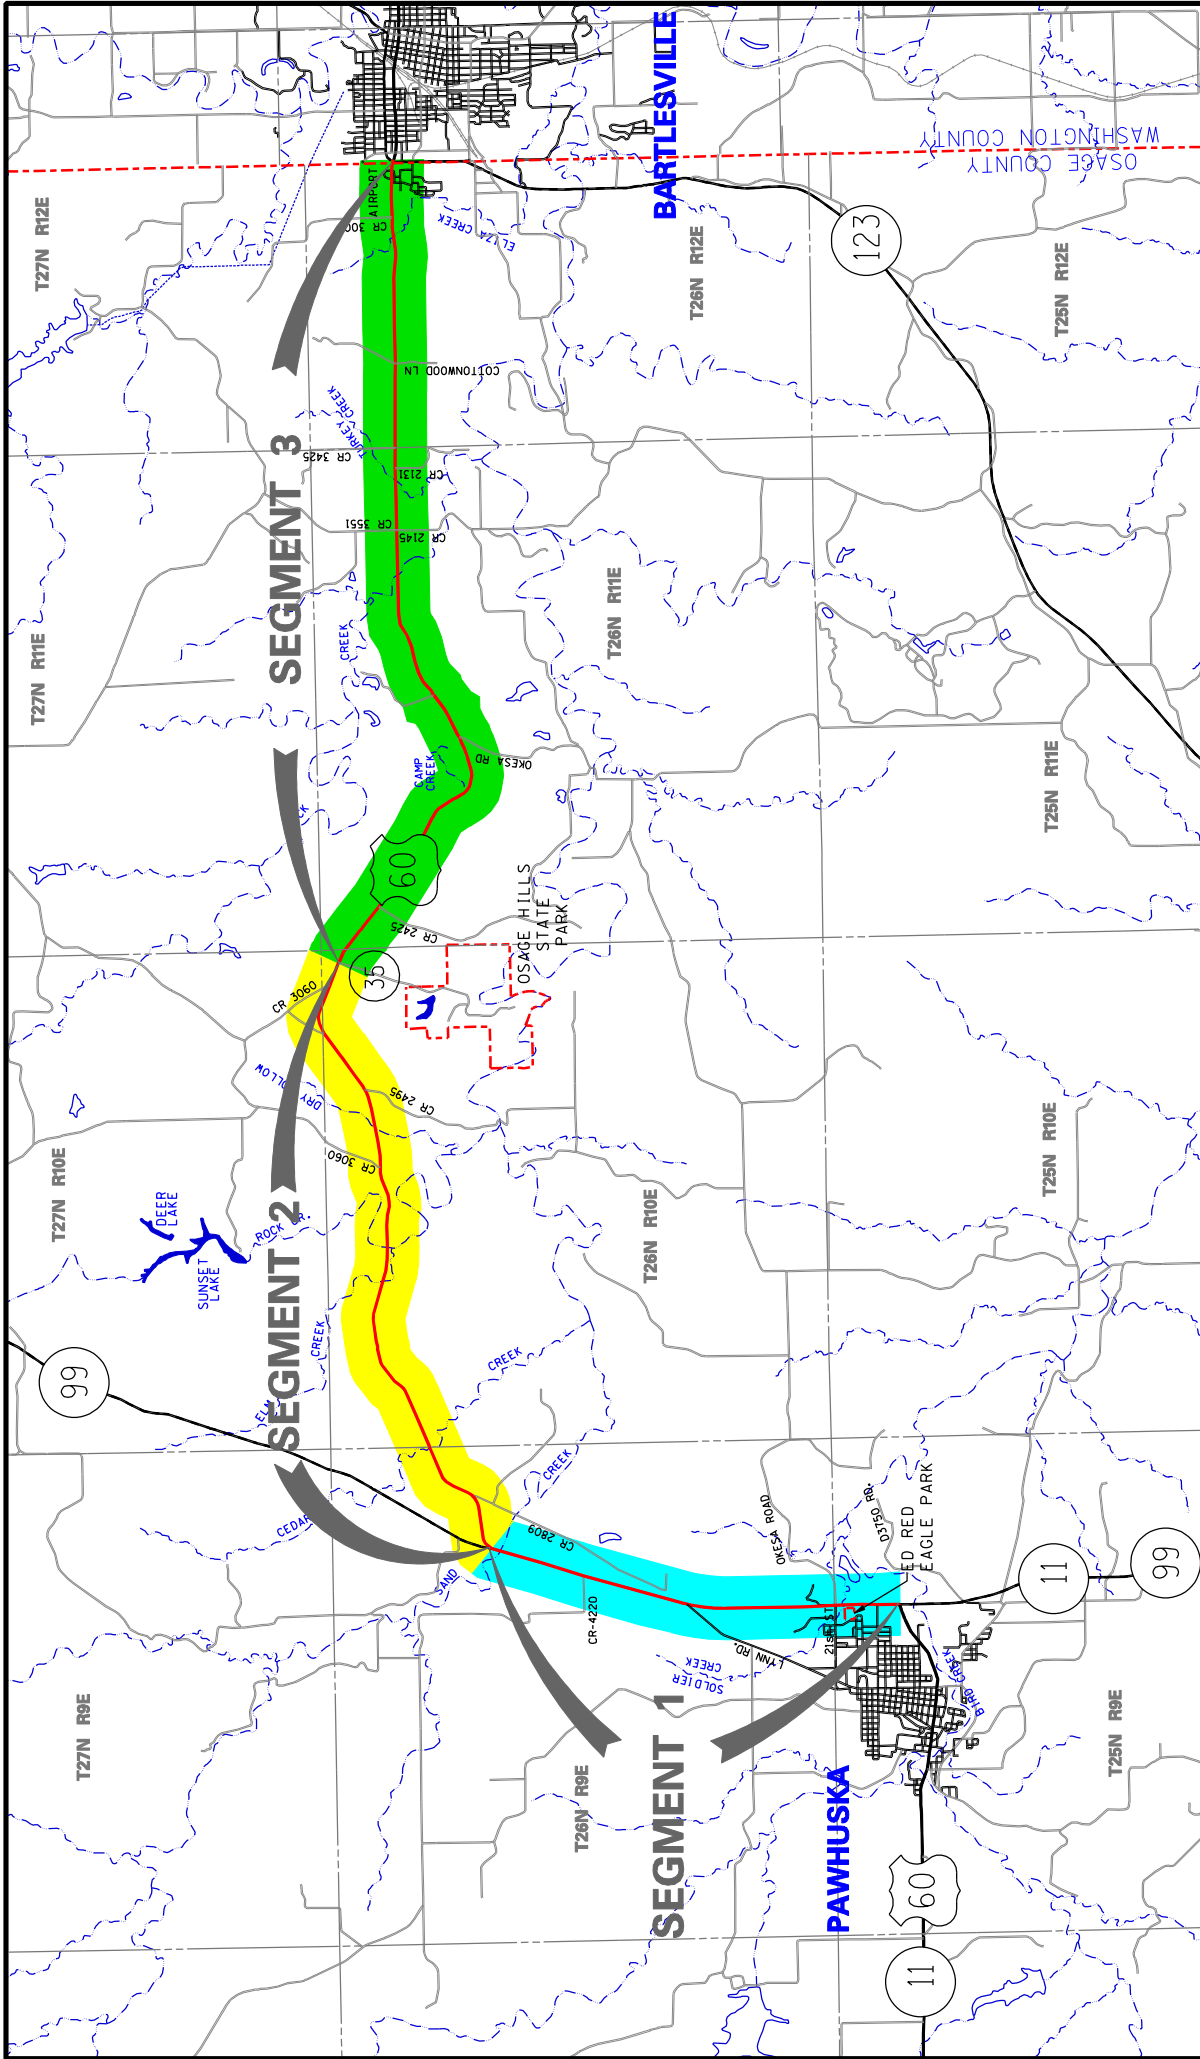 T27N R9E
T27N R10E
T27N R11E
T27N R12E
99
SUNSET
LAKE
DEER
LAKE
ROCK CR.
CEDAR
ELM
CREEK
DRY
HOLLOW
CREEK
TURKEY CREEK
SEGMENT 2
SEGMENT 3
CR 3060
CR 3060
CR 2495
35
CR 2425
60
CAMP
CREEK
OKESA RD
CR 3551
CR 2145
CR 3425
CR 2131
COTTONWOOD LN
AIRPORT
ELIZA CREEK
SAND
CREEK
CREEK
CR 2809
CR-4220
OSAGE HILLS
STATE
PARK
T26N R9E
T26N R10E
T26N R11E
T26N R12E
BARTLESVILLE
SEGMENT 1
SOLDIER
CREEK
LYNN RD.
OKESA ROAD
21st ST
D3750 RD.
ED RED
EAGLE PARK
PAWHUSKA
BIRD CREEK
123
OSAGE COUNTY
WASHINGTON COUNTY
11
60
11
99
T25N R9E
T25N R10E
T25N R11E
T25N R12E